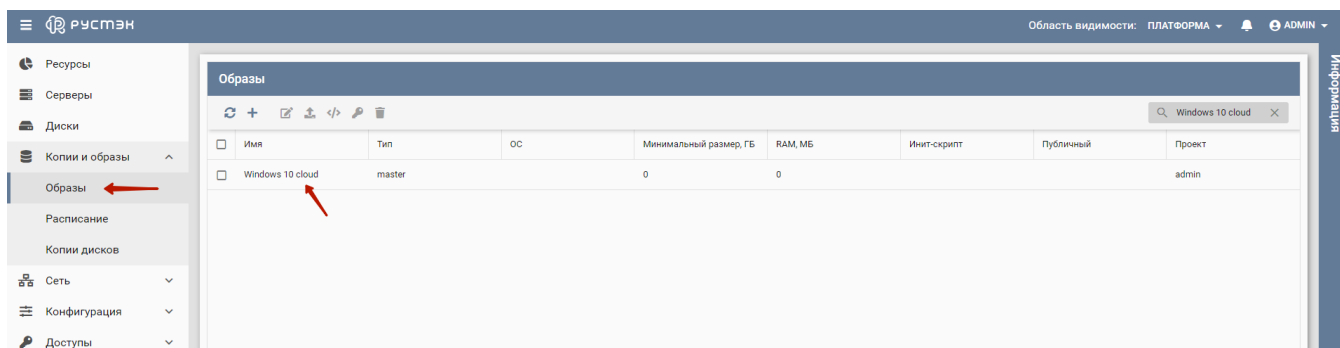 РУСТЭК
Область видимости: ПЛАТФОРМА
ADMIN
Ресурсы
Серверы
Диски
Копии и образы
Образы
Расписание
Копии дисков
Сеть
Конфигурация
Доступы
Образы
Windows 10 cloud
Имя Тип ОС Минимальный размер, ГБ RAM, МБ Инит-скрипт Публичный Проект
Windows 10 cloud master 0 0 admin
Информация